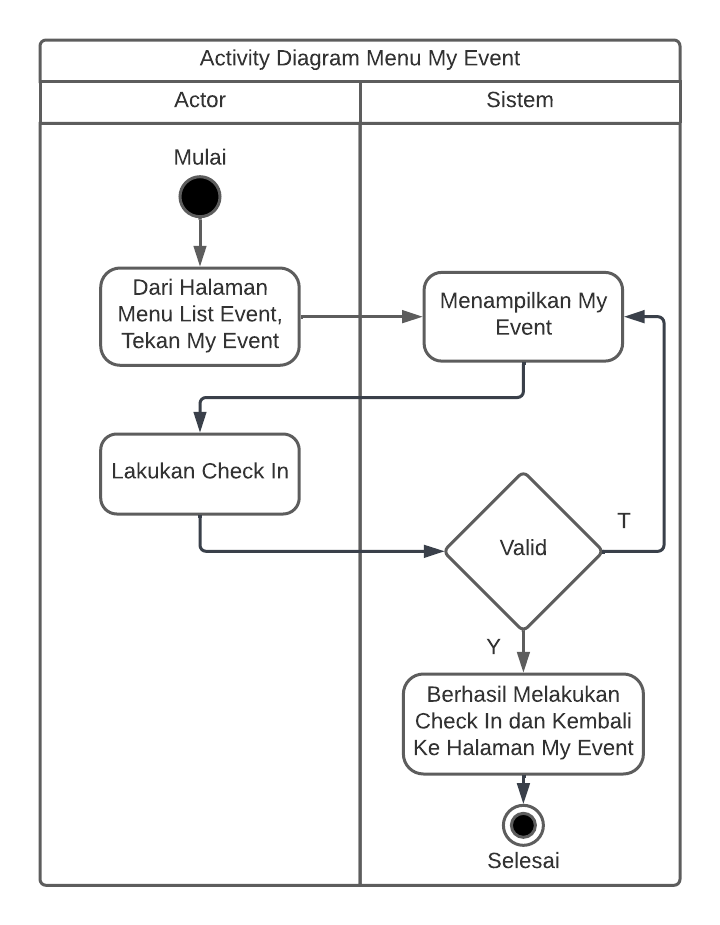 Activity Diagram Menu My Event
Actor
Sistem
Mulai
Dari Halaman
Menu List Event,
Tekan My Event
Menampilkan My
Event
Lakukan Check In
Valid
T
Y
Berhasil Melakukan
Check In dan Kembali
Ke Halaman My Event
Selesai